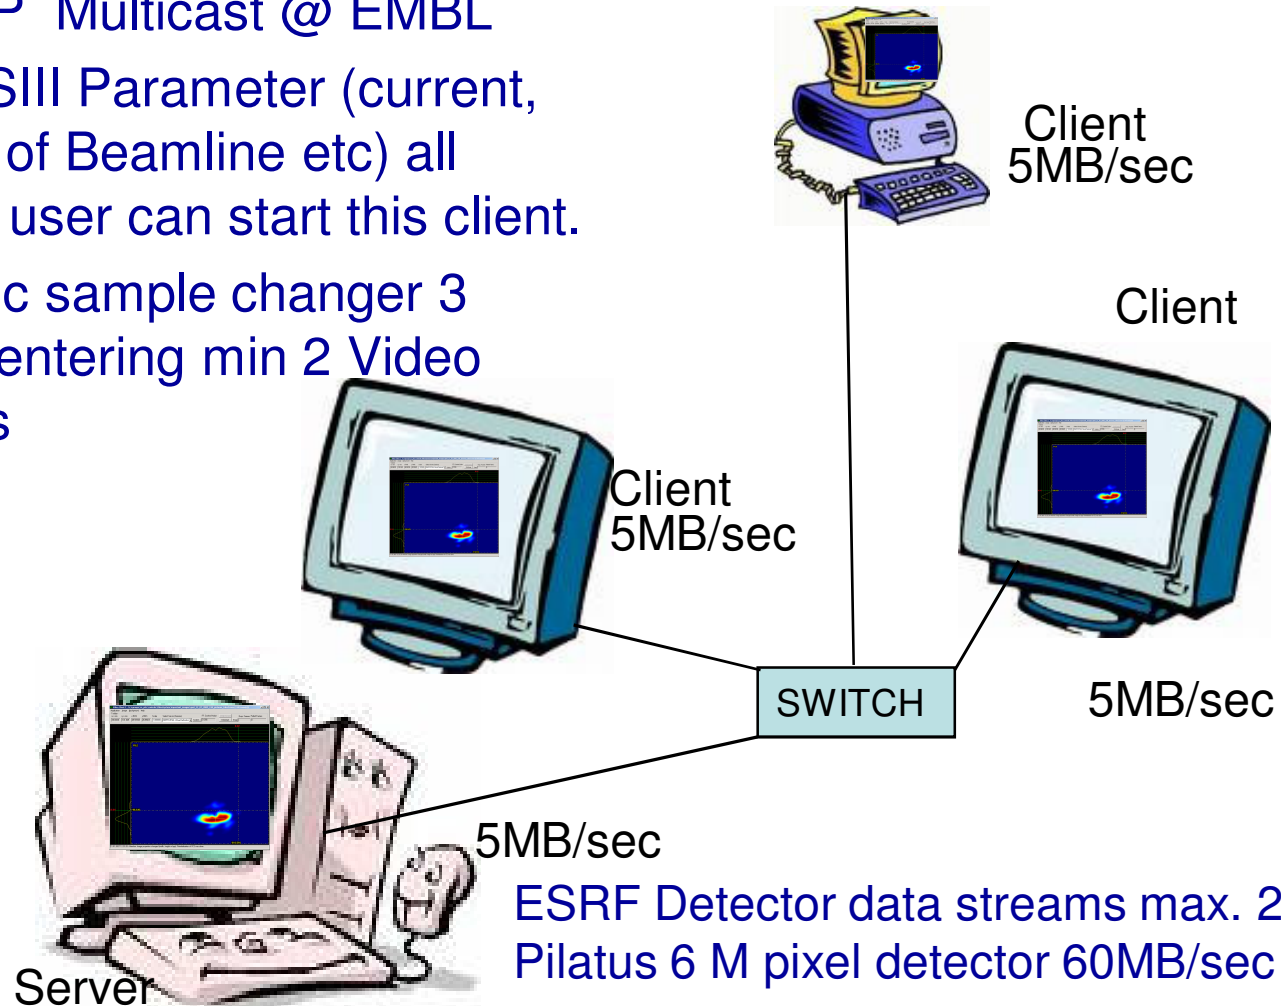 P Multicast @ EMBL
SIII Parameter (current,
of Beamline etc) all
user can start this client.
c sample changer 3
entering min 2 Video
s
Client
5MB/sec
Client
Client
5MB/sec
SWITCH
5MB/sec
5MB/sec
ESRF Detector data streams max. 2
Pilatus 6 M pixel detector 60MB/sec
Server